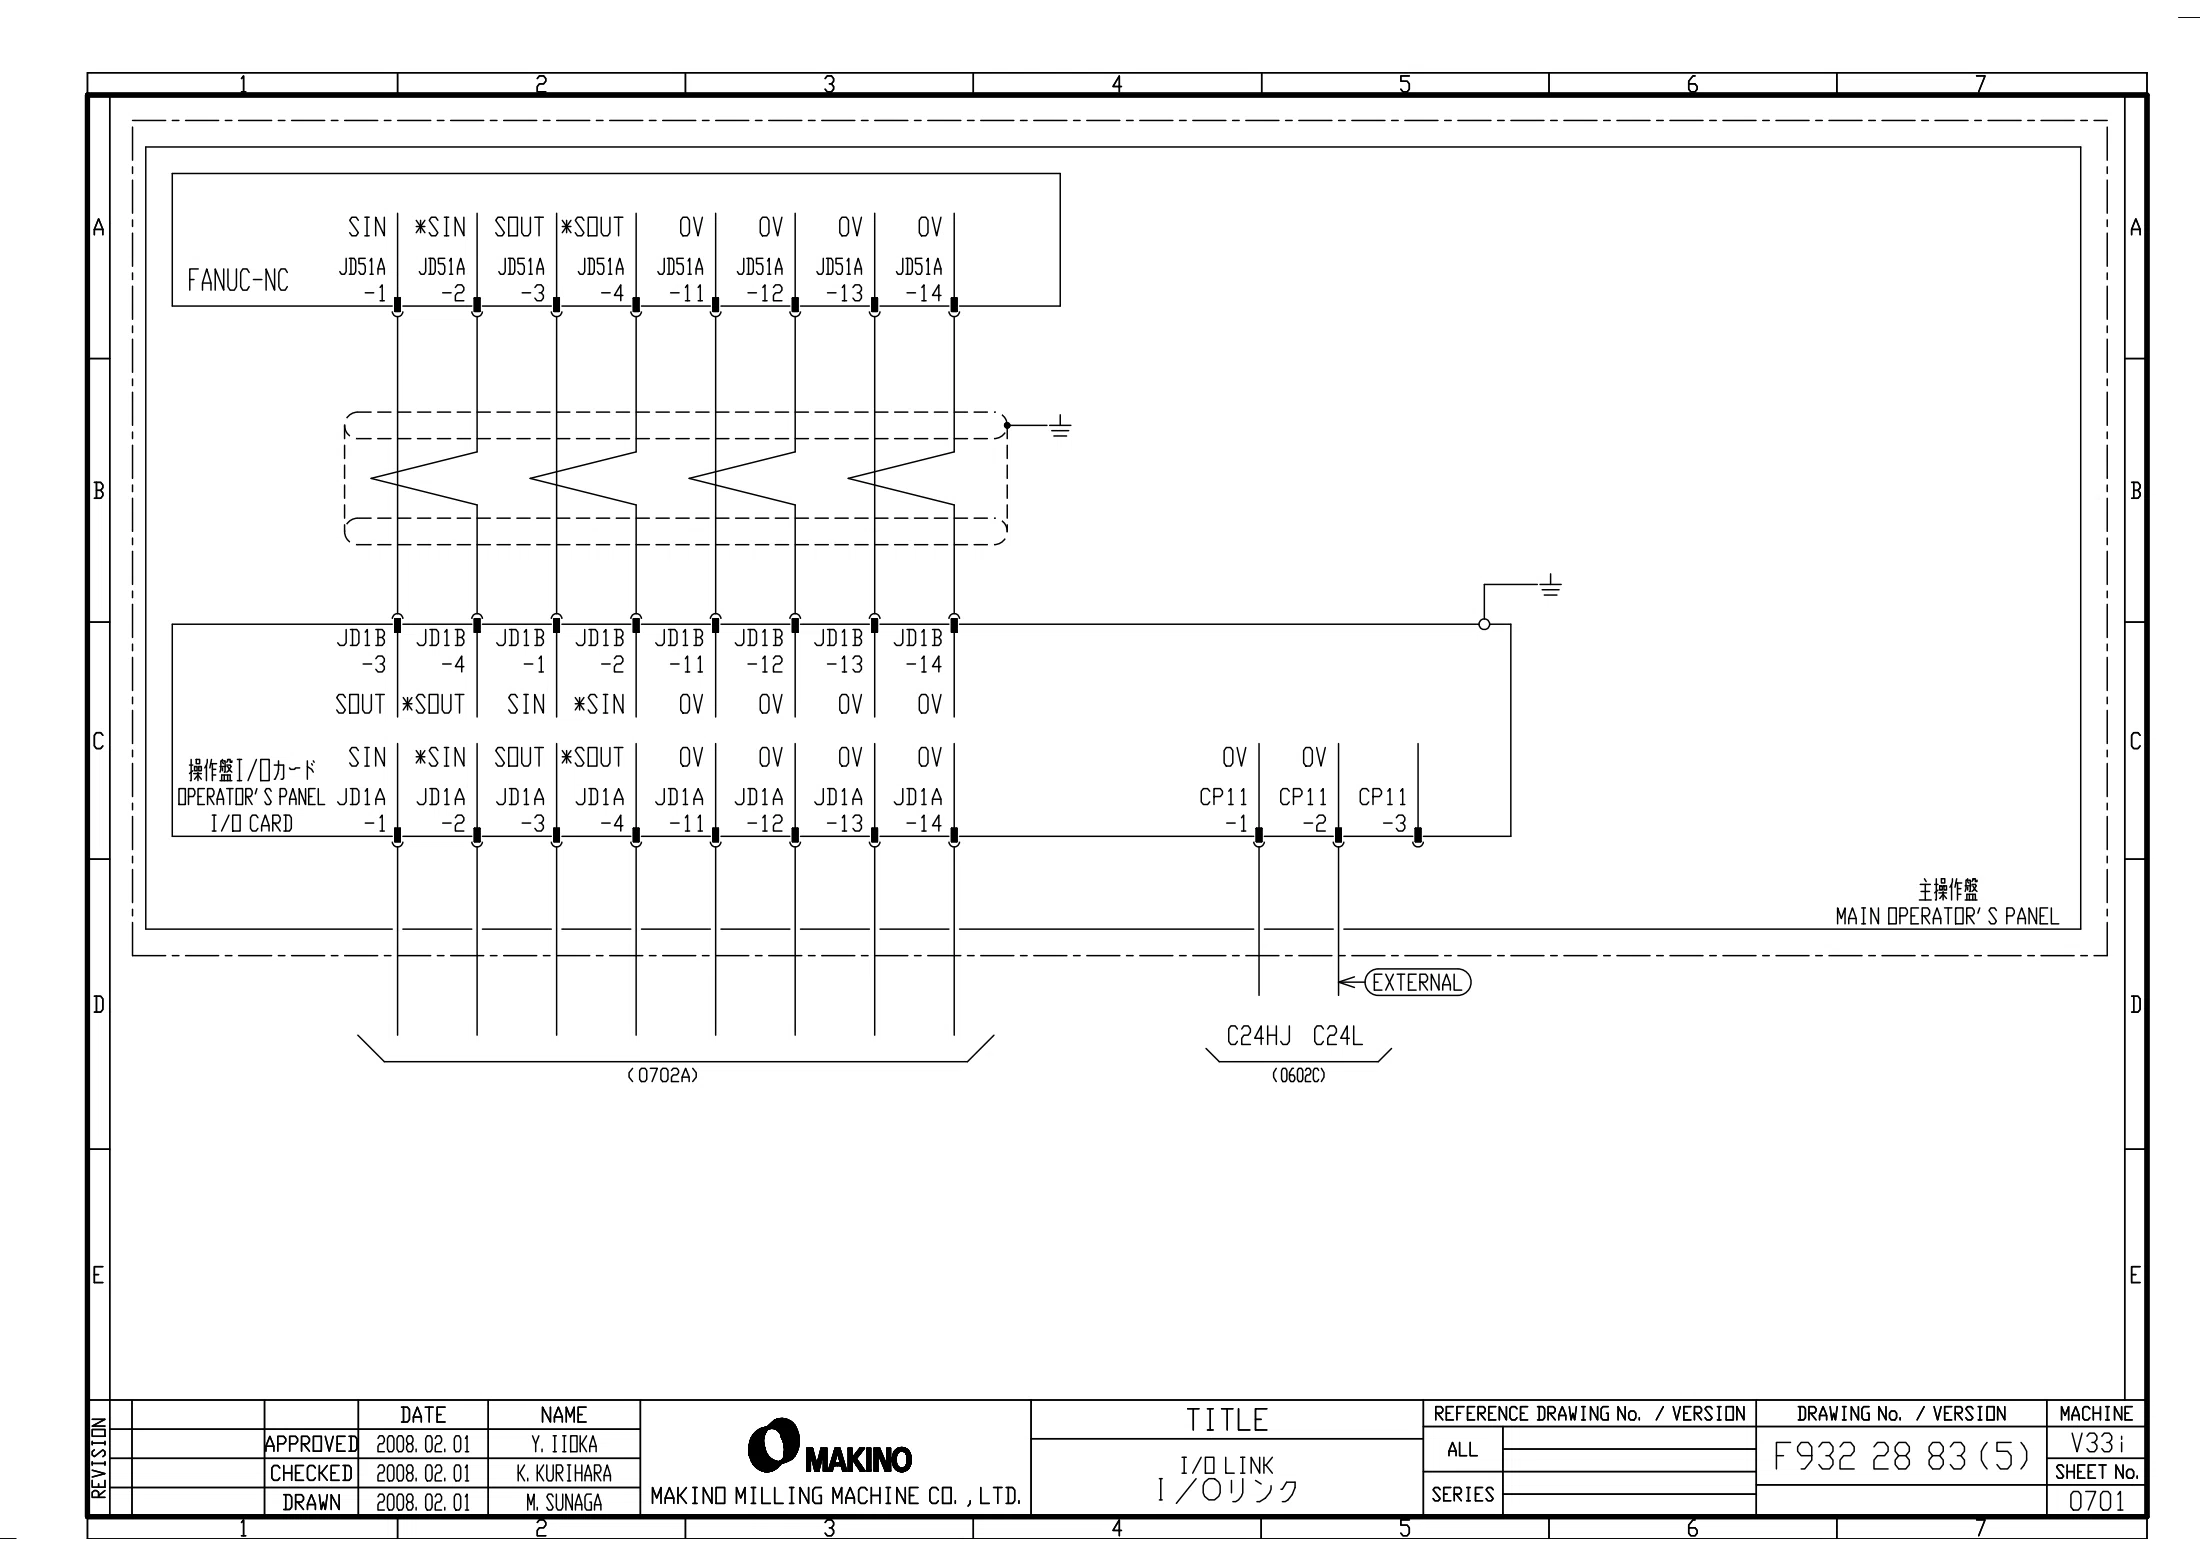 1 2 3 4 5 6 7
A A
SIN *SIN SOUT *SOUT 0V 0V 0V 0V
JD51A JD51A JD51A JD51A JD51A JD51A JD51A JD51A
FANUC-NC -1 -2 -3 -4 -11 -12 -13 -14
B B
JD1B JD1B JD1B JD1B JD1B JD1B JD1B JD1B
-3 -4 -1 -2 -11 -12 -13 -14
SOUT *SOUT SIN *SIN 0V 0V 0V 0V
C C
SIN *SIN SOUT *SOUT 0V 0V 0V 0V 0V 0V
操作盤I/Oカード
OPERATOR'S PANEL JD1A JD1A JD1A JD1A JD1A JD1A JD1A JD1A CP11 CP11 CP11
I/O CARD -1 -2 -3 -4 -11 -12 -13 -14 -1 -2 -3
主操作盤
MAIN OPERATOR'S PANEL
EXTERNAL
D D
C24HJ C24L
(0702A) (0602C)
E E
REVISION
DATE NAME
APPROVED 2008.02.01 Y. IIOKA
CHECKED 2008.02.01 K. KURIHARA
DRAWN 2008.02.01 M. SUNAGA
MAKINO
MAKINO MILLING MACHINE CO.,LTD.
TITLE
I/O LINK
I/Oリンク
REFERENCE DRAWING No. / VERSION
ALL
SERIES
DRAWING No. / VERSION
F932 28 83(5)
MACHINE
V33i
SHEET No.
0701
1 2 3 4 5 6 7